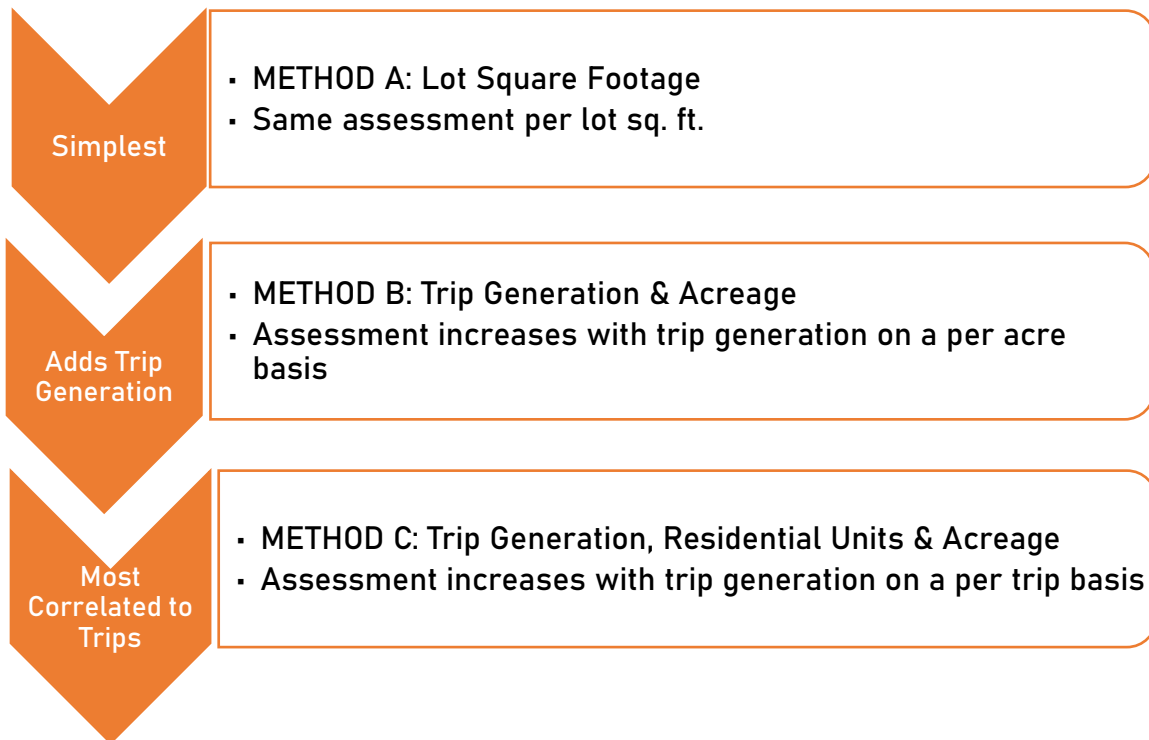 Simplest
▪ METHOD A: Lot Square Footage
▪ Same assessment per lot sq. ft.
Adds Trip
Generation
▪ METHOD B: Trip Generation & Acreage
▪ Assessment increases with trip generation on a per acre
basis
Most
Correlated to
Trips
▪ METHOD C: Trip Generation, Residential Units & Acreage
▪ Assessment increases with trip generation on a per trip basis